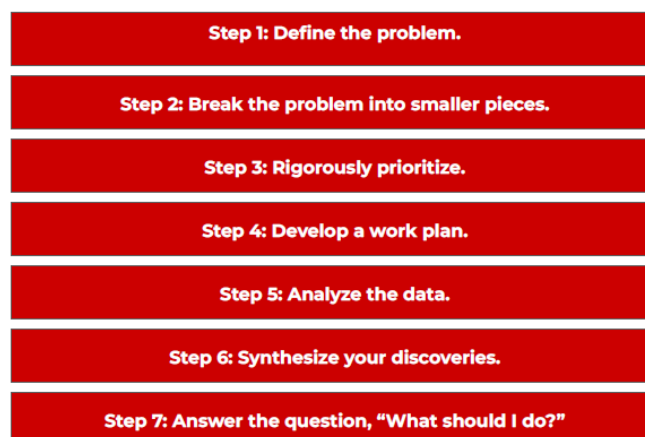 Step 1: Define the problem.
Step 2: Break the problem into smaller pieces.
Step 3: Rigorously prioritize.
Step 4: Develop a work plan.
Step 5: Analyze the data.
Step 6: Synthesize your discoveries.
Step 7: Answer the question, “What should I do?”